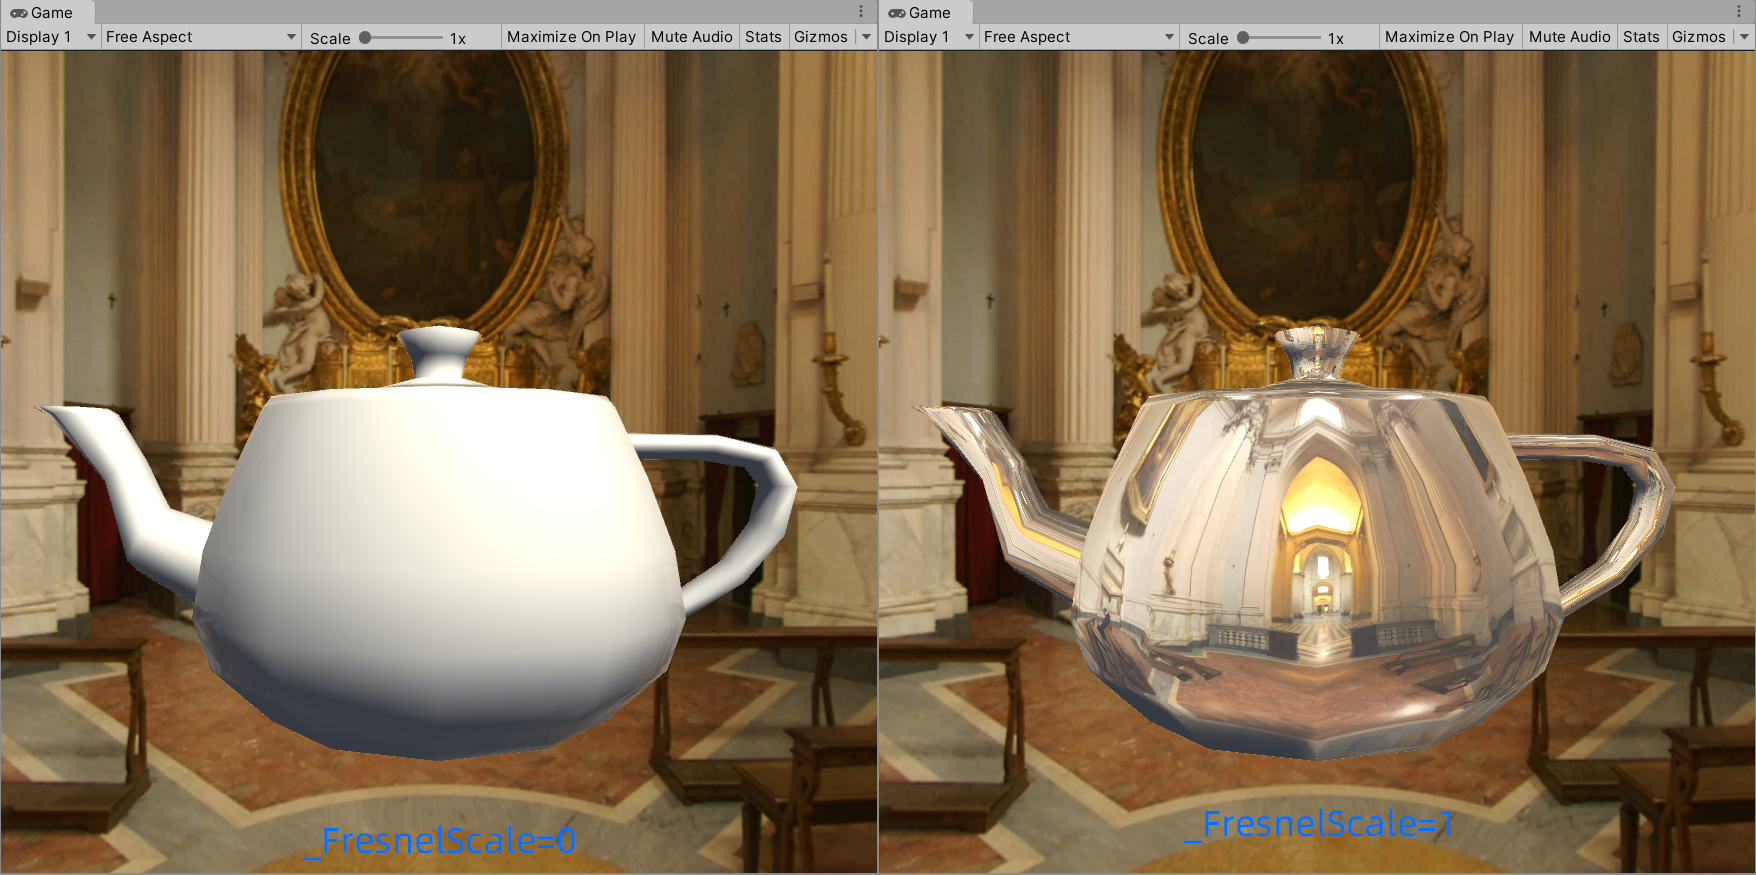 Game
Display 1 Free Aspect Scale 1x Maximize On Play Mute Audio Stats Gizmos
_FresnelScale=0
Game
Display 1 Free Aspect Scale 1x Maximize On Play Mute Audio Stats Gizmos
_FresnelScale=1